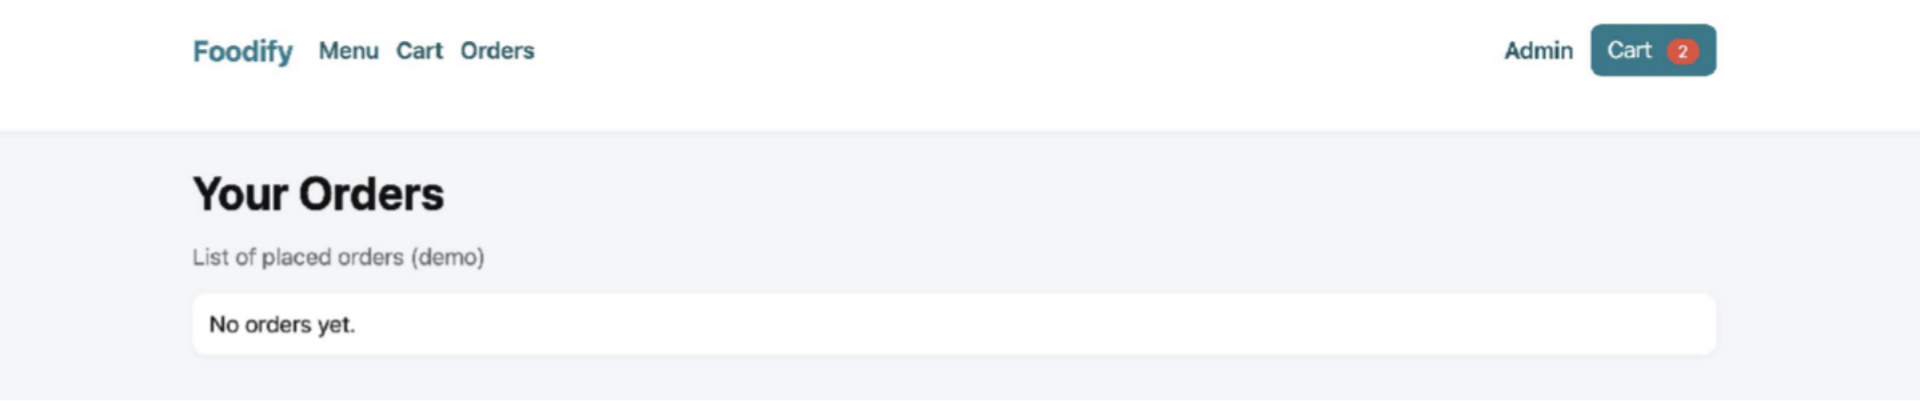 Foodify Menu Cart Orders Admin Cart 2
Your Orders
List of placed orders (demo)
No orders yet.